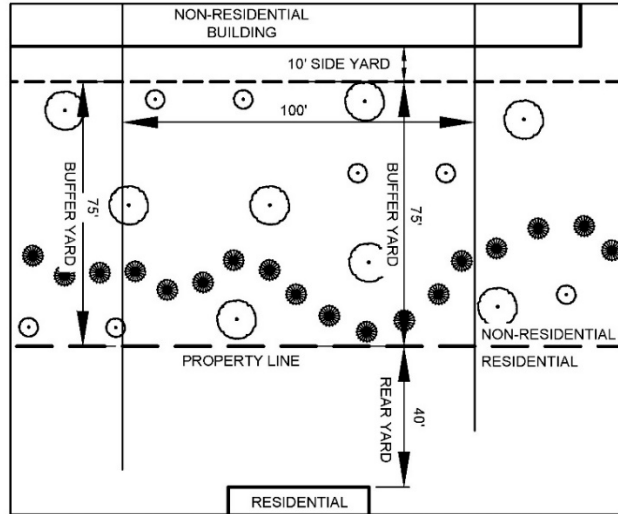 NON-RESIDENTIAL
BUILDING
10' SIDE YARD
100'
BUFFER YARD
75'
BUFFER YARD
75'
NON-RESIDENTIAL
PROPERTY LINE
RESIDENTIAL
REAR YARD
40'
RESIDENTIAL